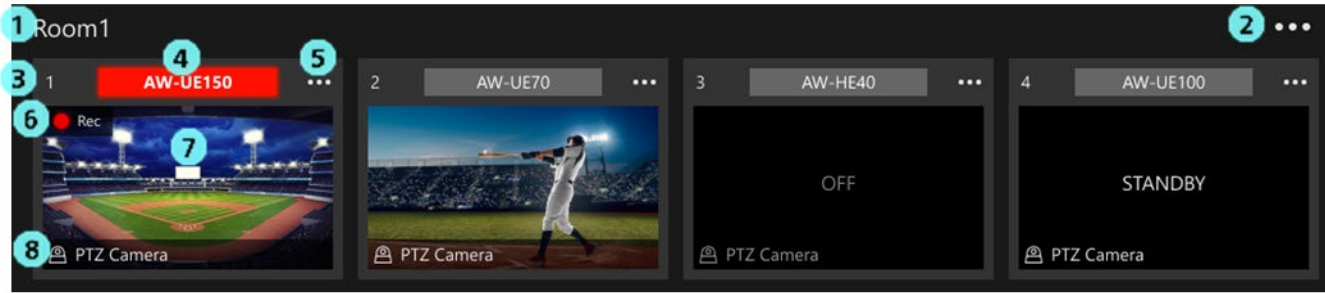 1 Room1 2 •••
3 1 4 AW-UE150 5 ••• 2 AW-UE70 ••• 3 AW-HE40 ••• 4 AW-UE100 •••
6 Rec
7
OFF STANDBY
8 PTZ Camera PTZ Camera PTZ Camera PTZ Camera